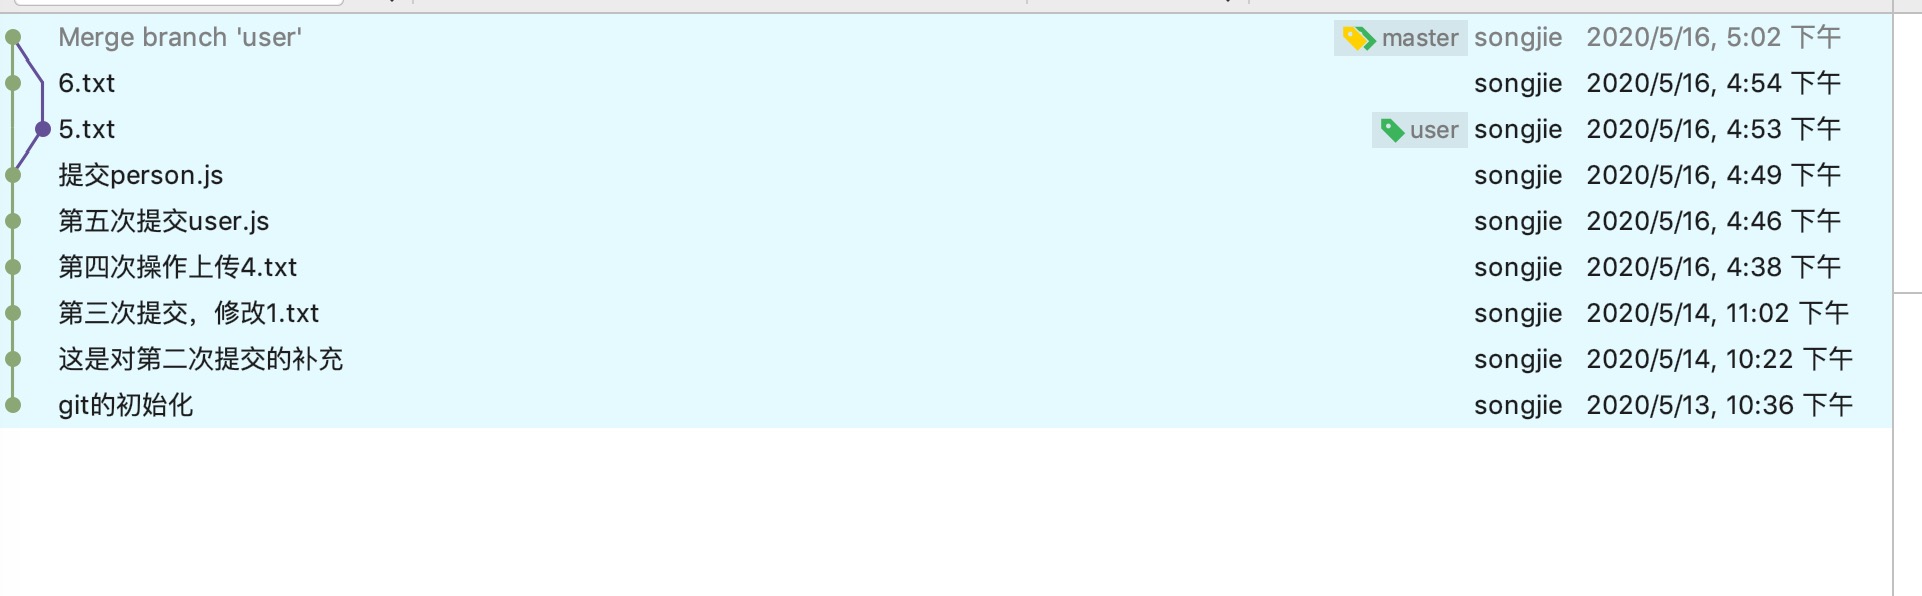 Merge branch 'user' master songjie 2020/5/16, 5:02 下午
6.txt songjie 2020/5/16, 4:54 下午
5.txt user songjie 2020/5/16, 4:53 下午
提交person.js songjie 2020/5/16, 4:49 下午
第五次提交user.js songjie 2020/5/16, 4:46 下午
第四次操作上传4.txt songjie 2020/5/16, 4:38 下午
第三次提交，修改1.txt songjie 2020/5/14, 11:02 下午
这是对第二次提交的补充 songjie 2020/5/14, 10:22 下午
git的初始化 songjie 2020/5/13, 10:36 下午